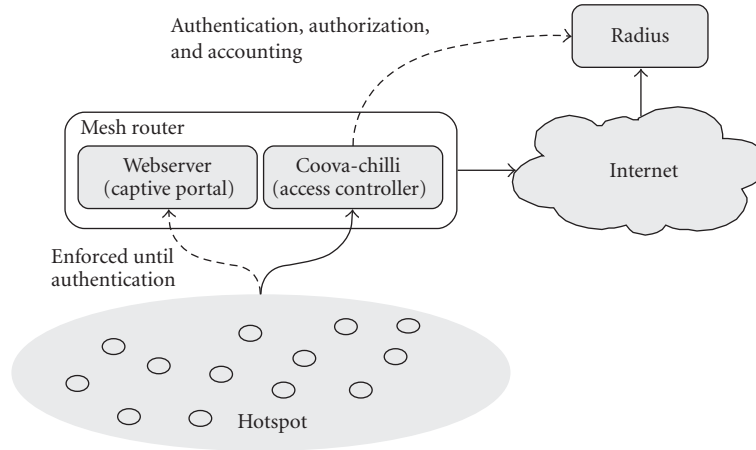 Authentication, authorization,
and accounting
Radius
Mesh router
Webserver
(captive portal)
Coova-chilli
(access controller)
Internet
Enforced until
authentication
Hotspot